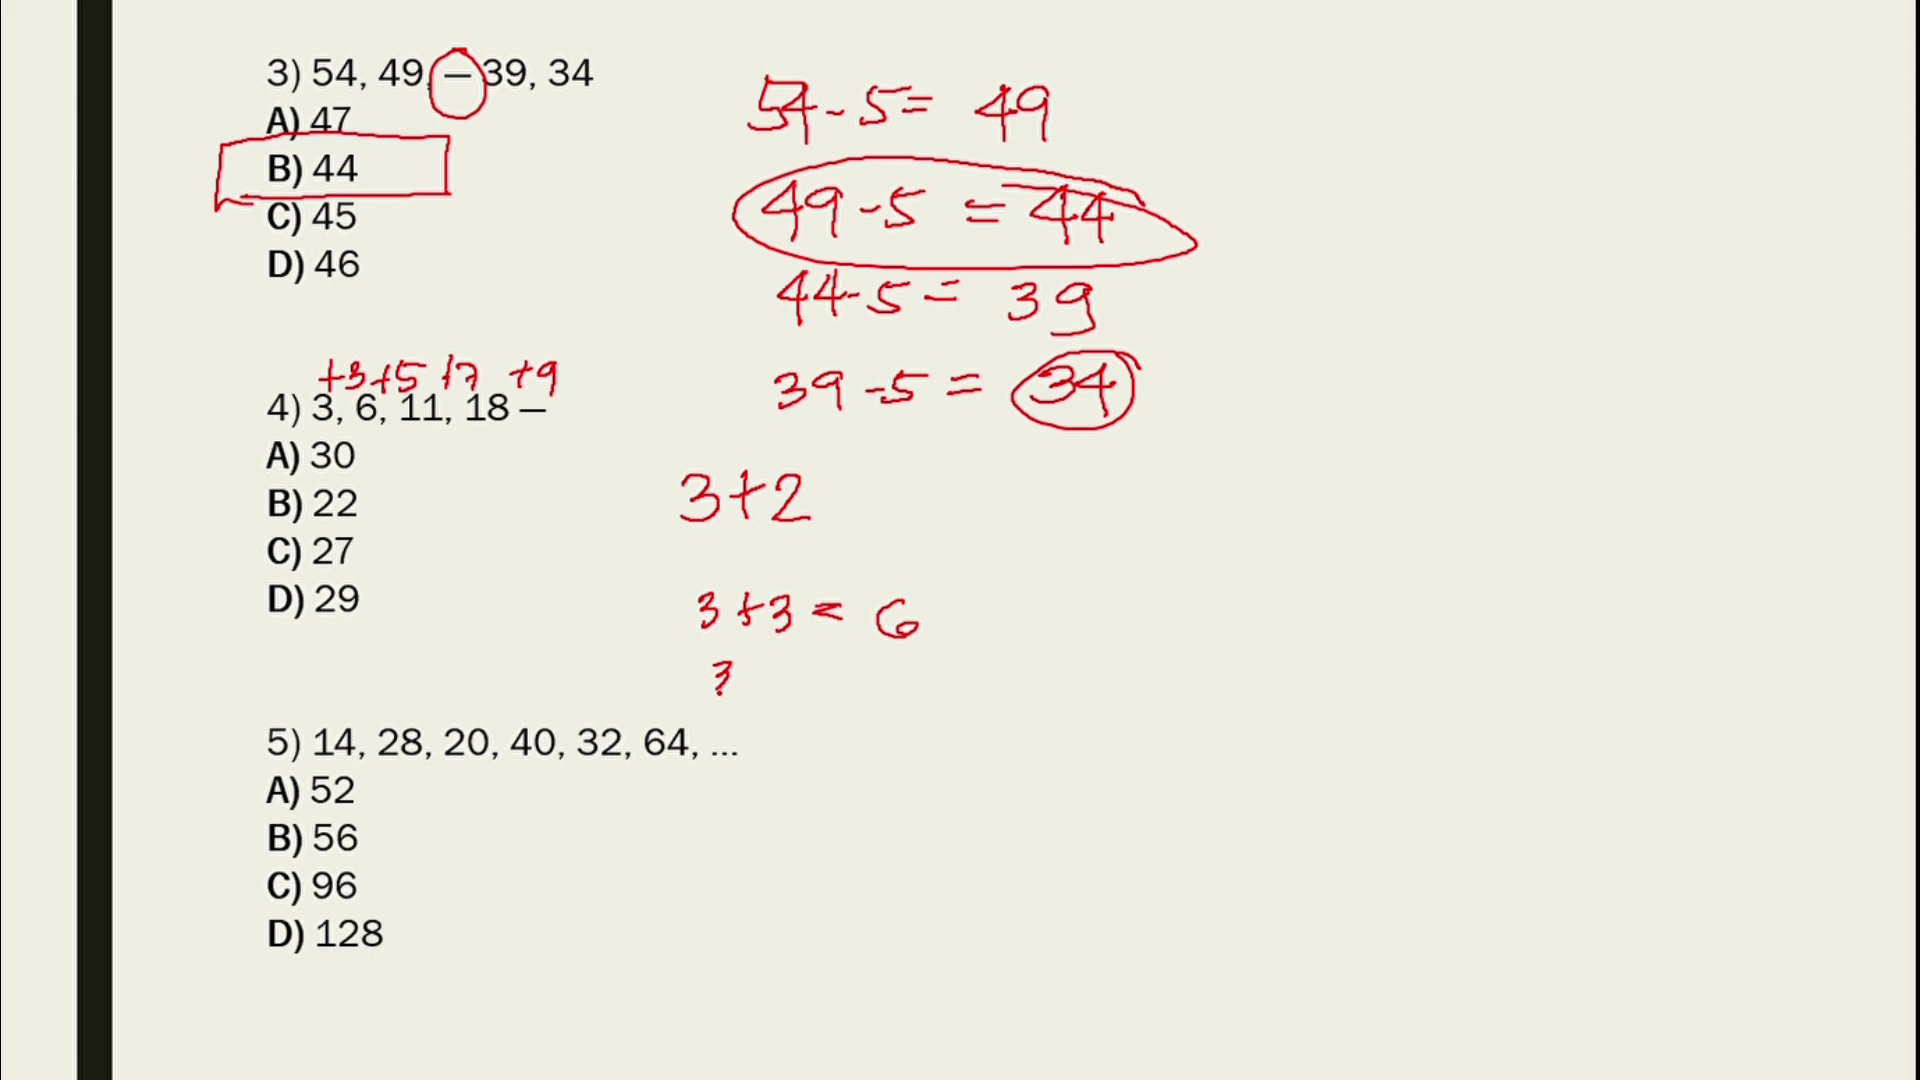 3) 54, 49, — 39, 34
A) 47
B) 44
C) 45
D) 46
54 - 5 = 49
49 - 5 = 44
44 - 5 = 39
39 - 5 = 34
+3 +5 +7 +9
4) 3, 6, 11, 18 —
A) 30
B) 22
C) 27
D) 29
3+2
3 + 3 = 6
3
5) 14, 28, 20, 40, 32, 64, ...
A) 52
B) 56
C) 96
D) 128